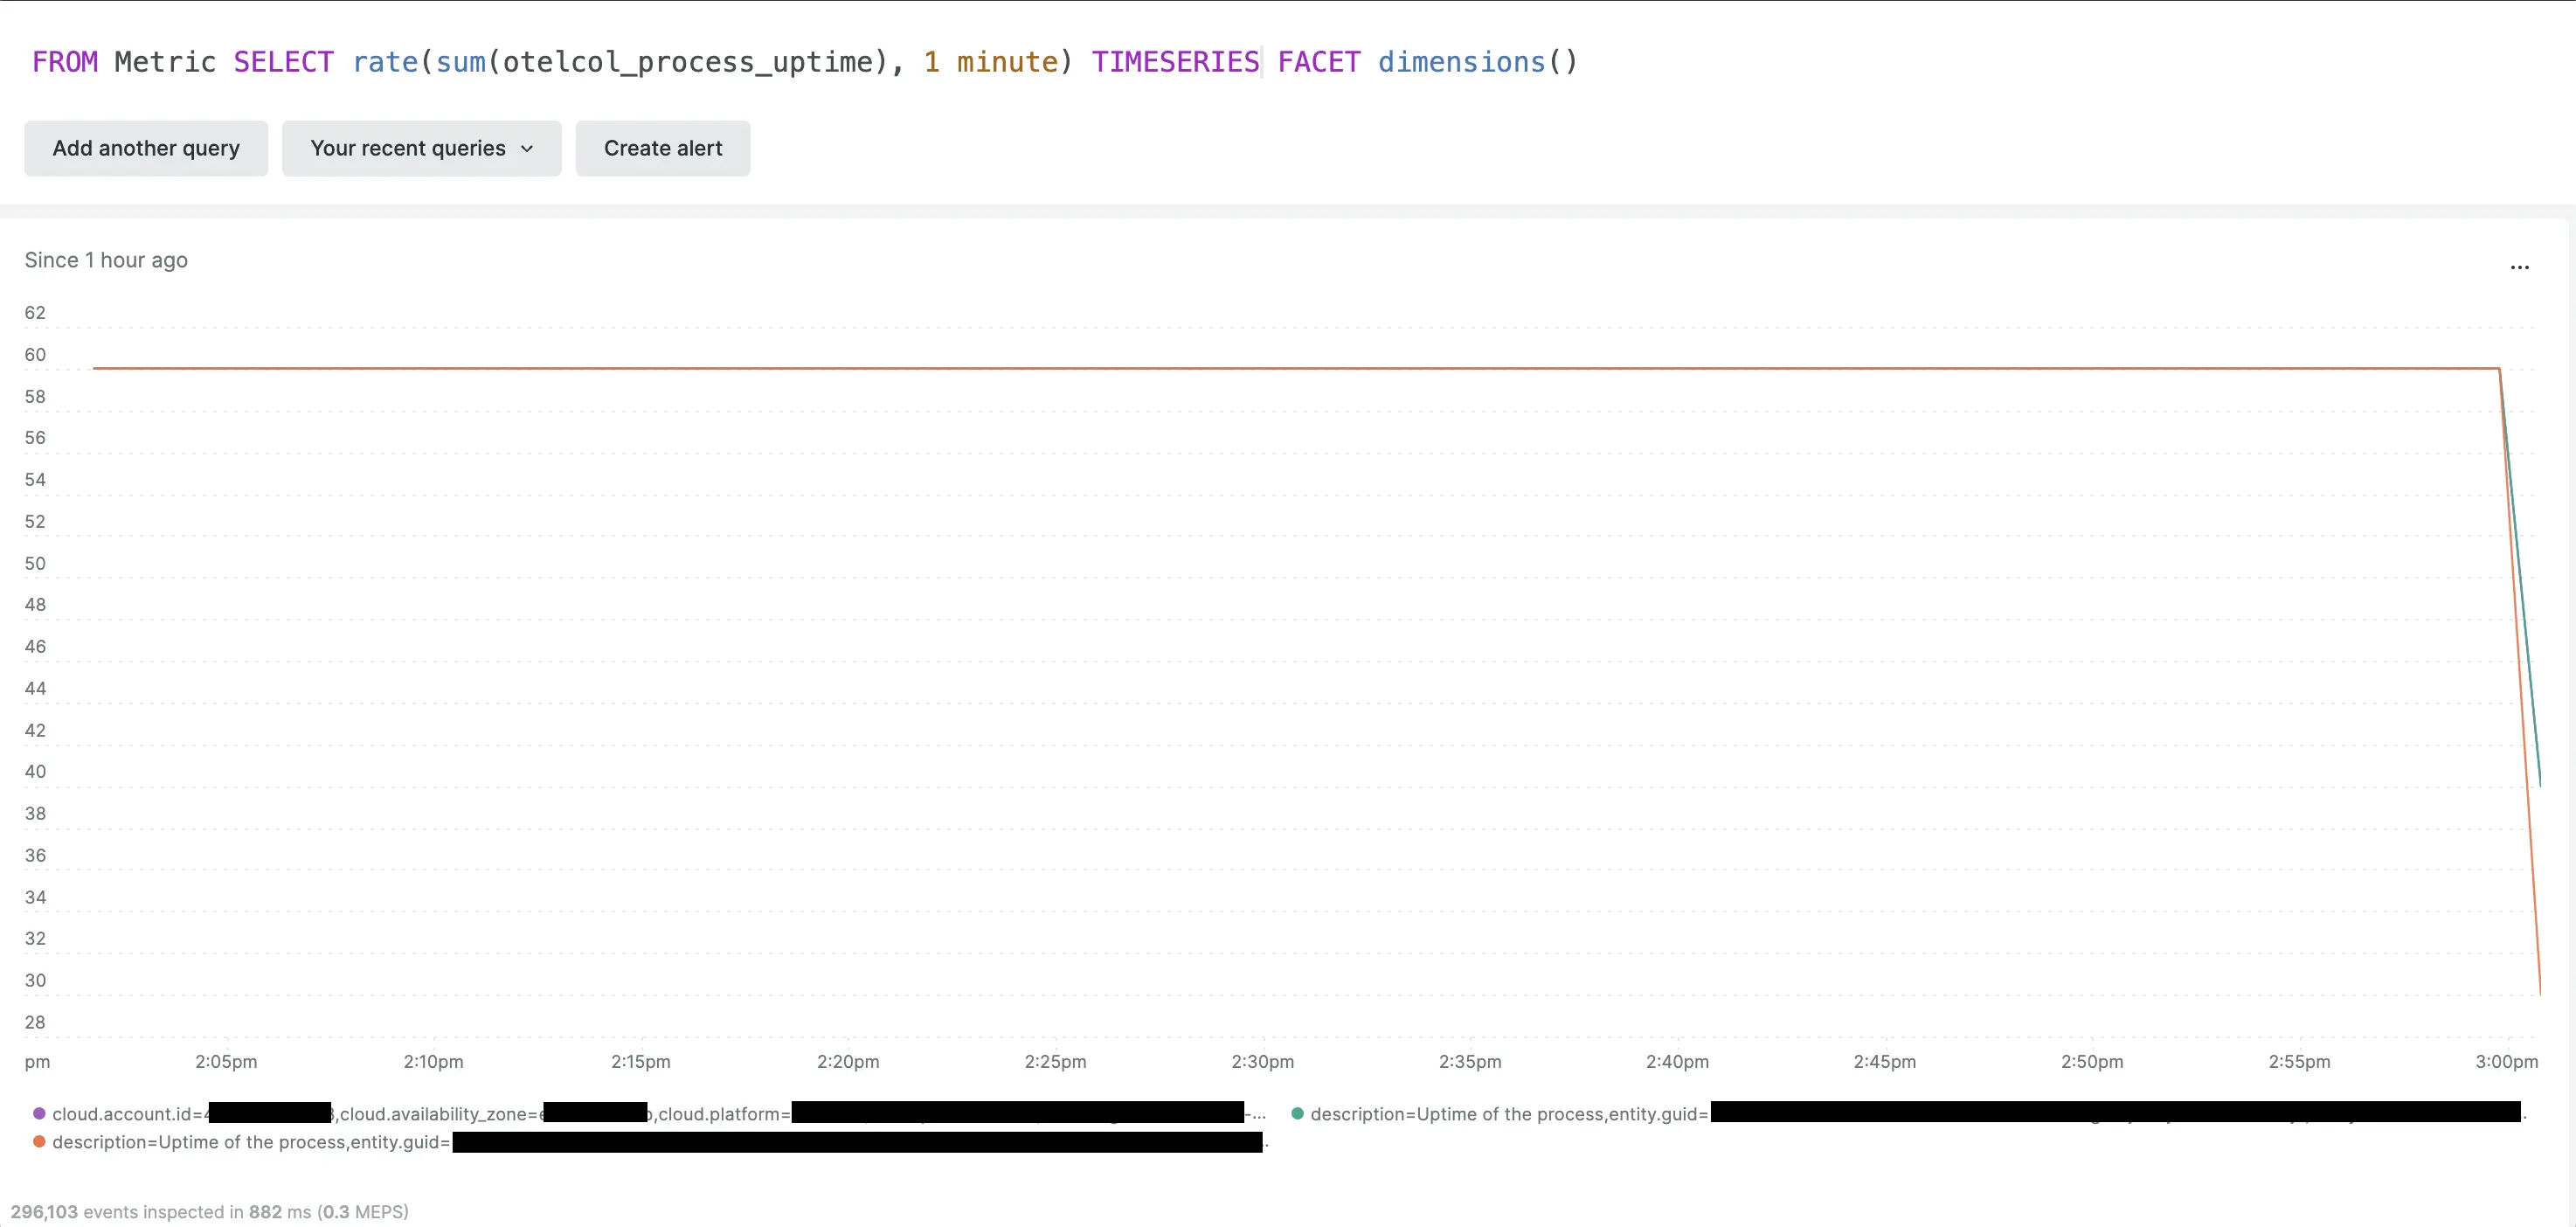 FROM Metric SELECT rate(sum(otelcol_process_uptime), 1 minute) TIMESERIES FACET dimensions()
Add another query Your recent queries Create alert
Since 1 hour ago
62
60
58
56
54
52
50
48
46
44
42
40
38
36
34
32
30
28
pm 2:05pm 2:10pm 2:15pm 2:20pm 2:25pm 2:30pm 2:35pm 2:40pm 2:45pm 2:50pm 2:55pm 3:00pm
cloud.account.id= ,cloud.availability_zone= ,cloud.platform= -... description=Uptime of the process,entity.guid=
description=Uptime of the process,entity.guid=
296,103 events inspected in 882 ms (0.3 MEPS)